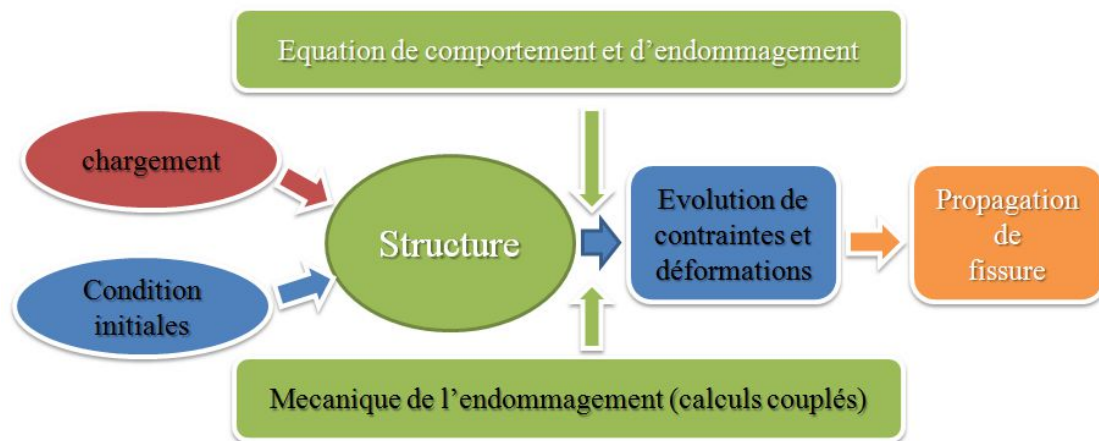 Equation de comportement et d'endommagement
chargement
Condition
initiales
Structure
Evolution de
contraintes et
déformations
Propagation
de
fissure
Mecanique de l'endommagement (calculs couplés)